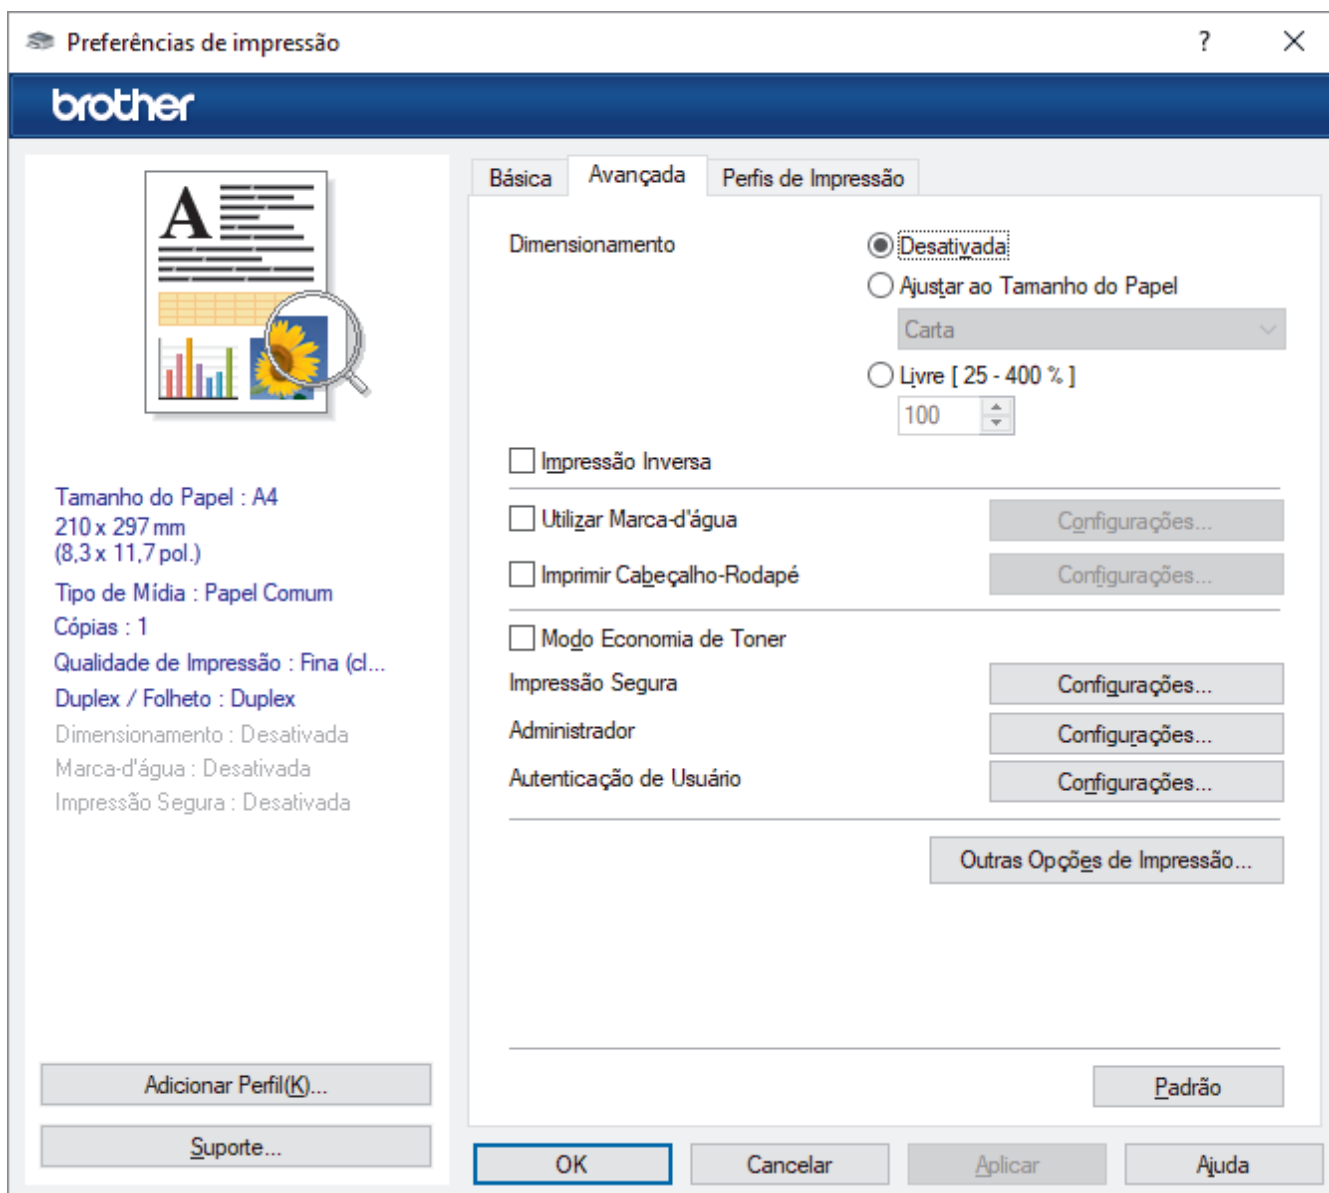 Preferências de impressão
?
brother
A
Tamanho do Papel : A4
210 x 297 mm
(8,3 x 11,7 pol.)
Tipo de Mídia : Papel Comum
Cópias : 1
Qualidade de Impressão : Fina (cl...
Duplex / Folheto : Duplex
Dimensionamento : Desativada
Marca-d'água : Desativada
Impressão Segura : Desativada
Adicionar Perfil(K)...
Suporte...
Básica
Avançada
Perfis de Impressão
Dimensionamento
Desativada
Ajustar ao Tamanho do Papel
Carta
Livre [ 25 - 400 % ]
100
Impressão Inversa
Utilizar Marca-d'água
Configurações...
Imprimir Cabeçalho-Rodapé
Configurações...
Modo Economia de Toner
Impressão Segura
Configurações...
Administrador
Configurações...
Autenticação de Usuário
Configurações...
Outras Opções de Impressão...
Padrão
OK
Cancelar
Aplicar
Ajuda